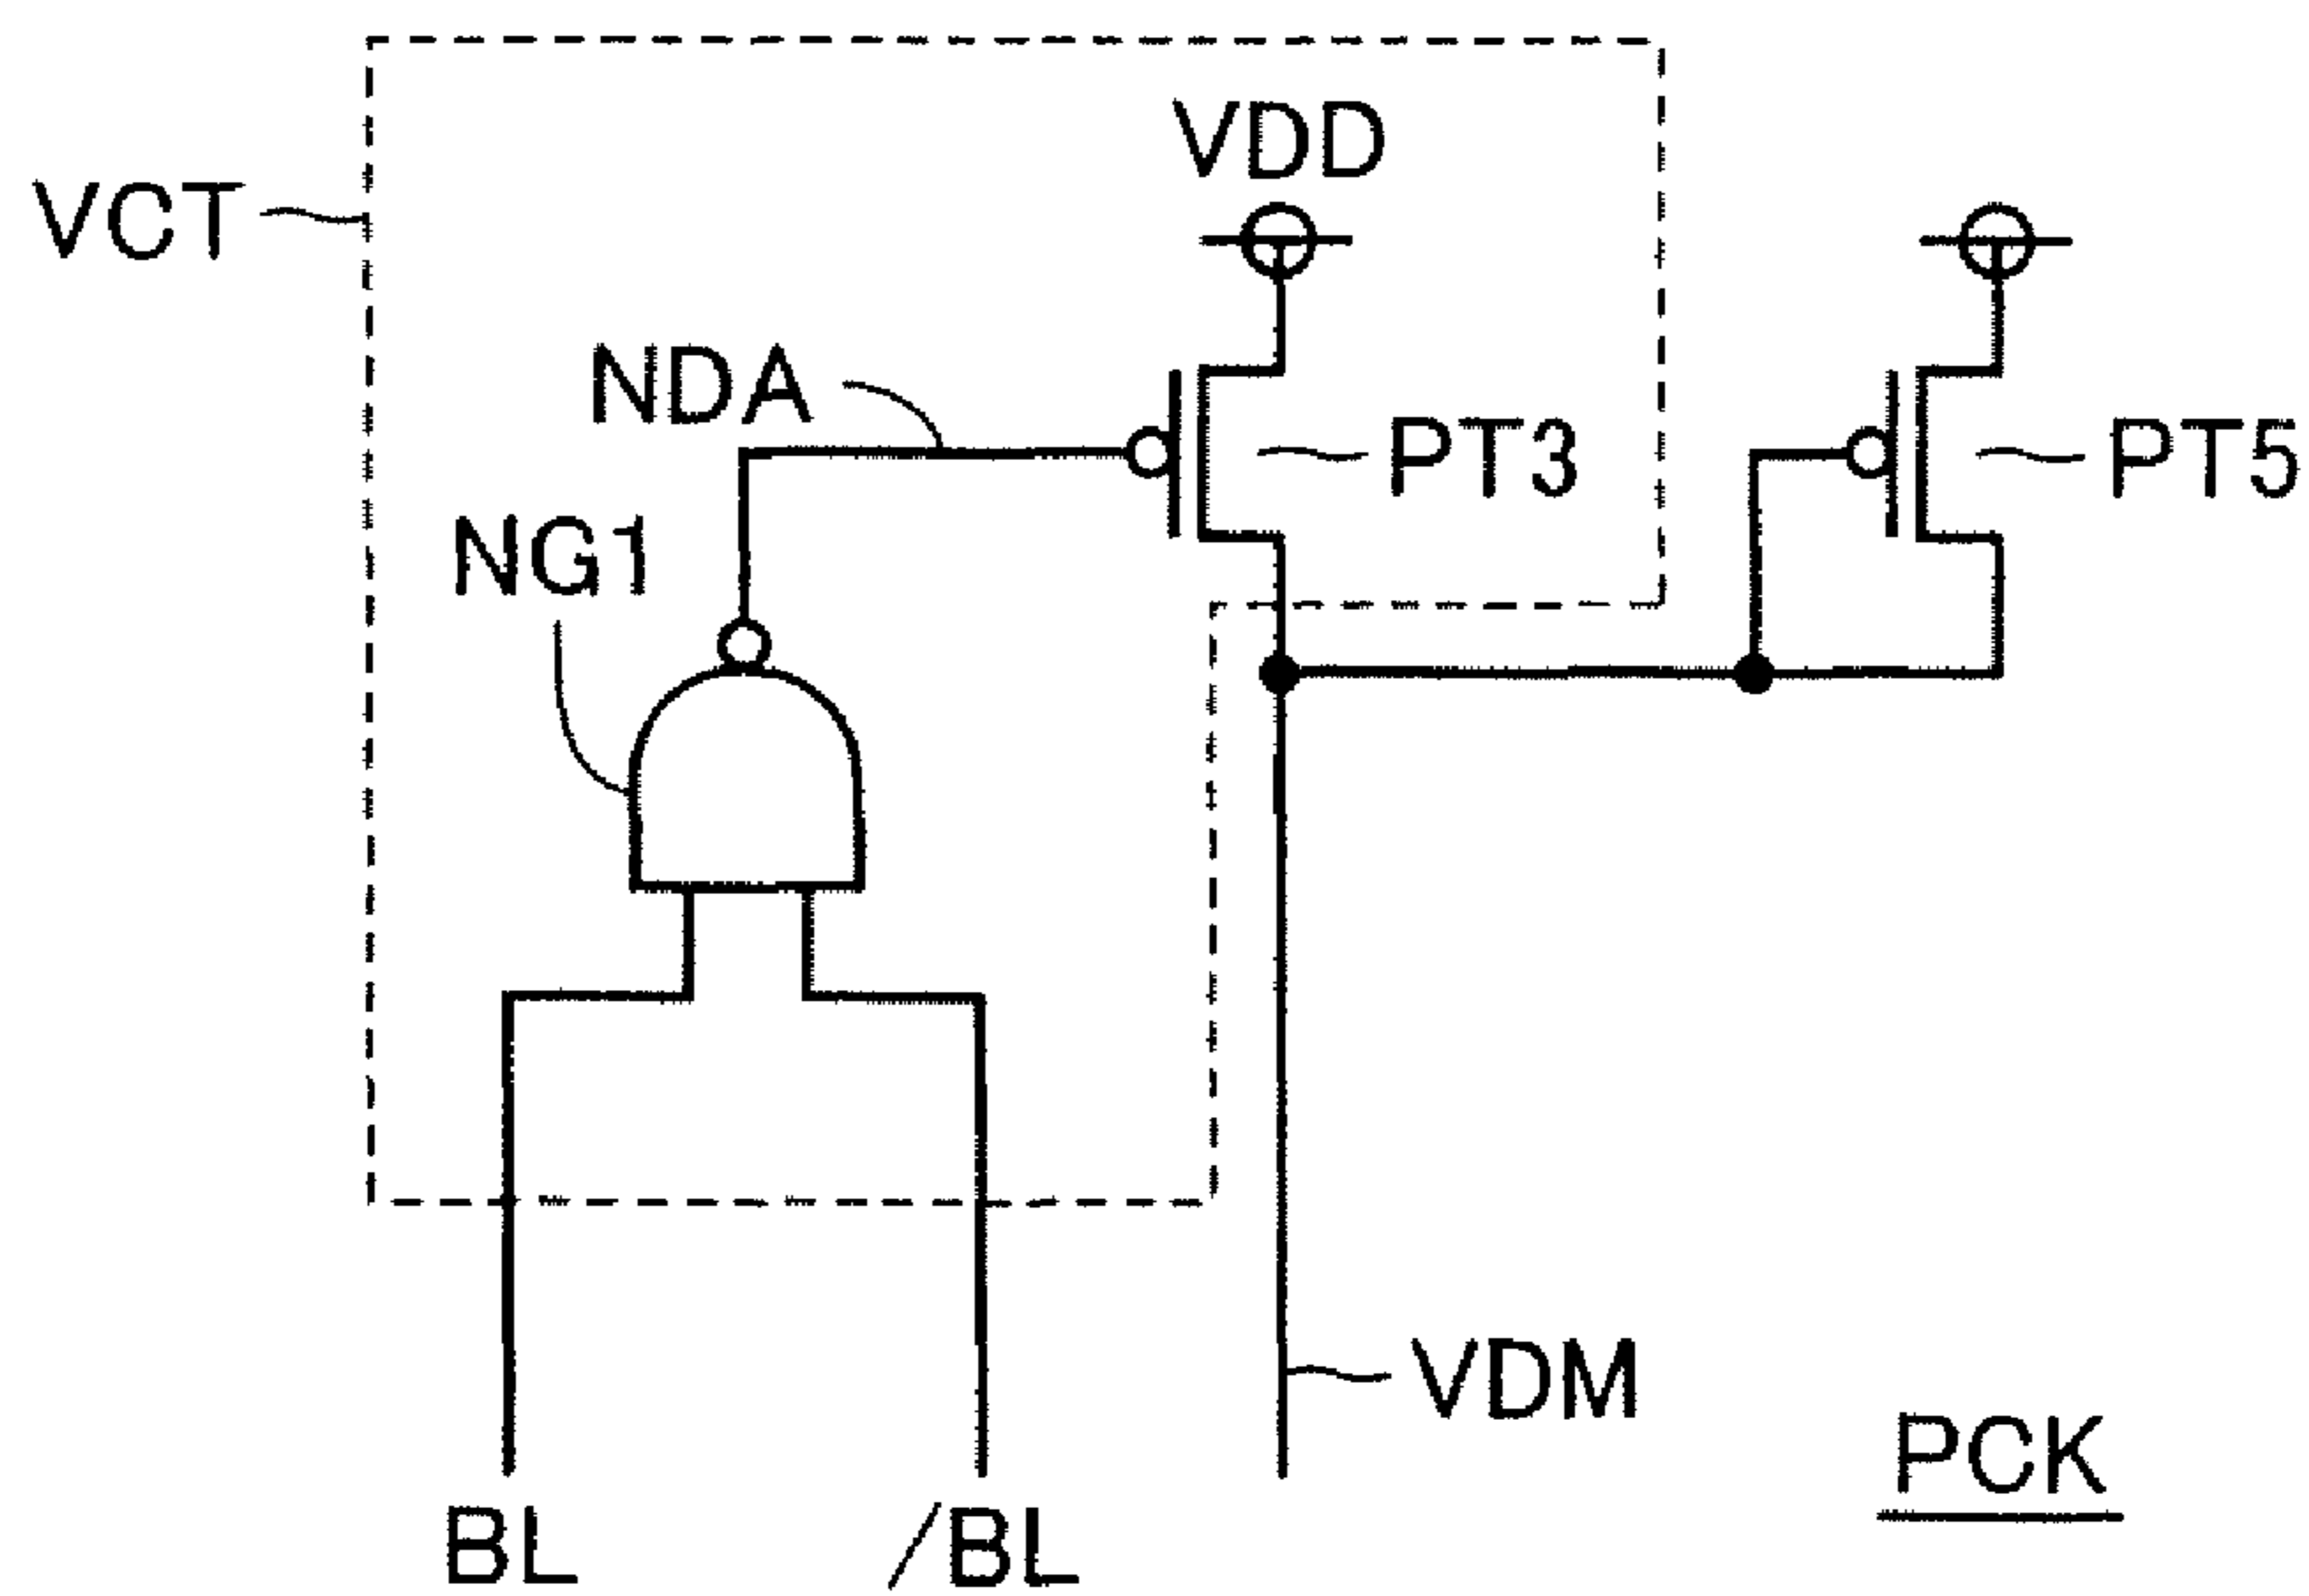 VDD
VCT
NDA
PT3
PT5
NG1
VDM
PCK
BL
/BL